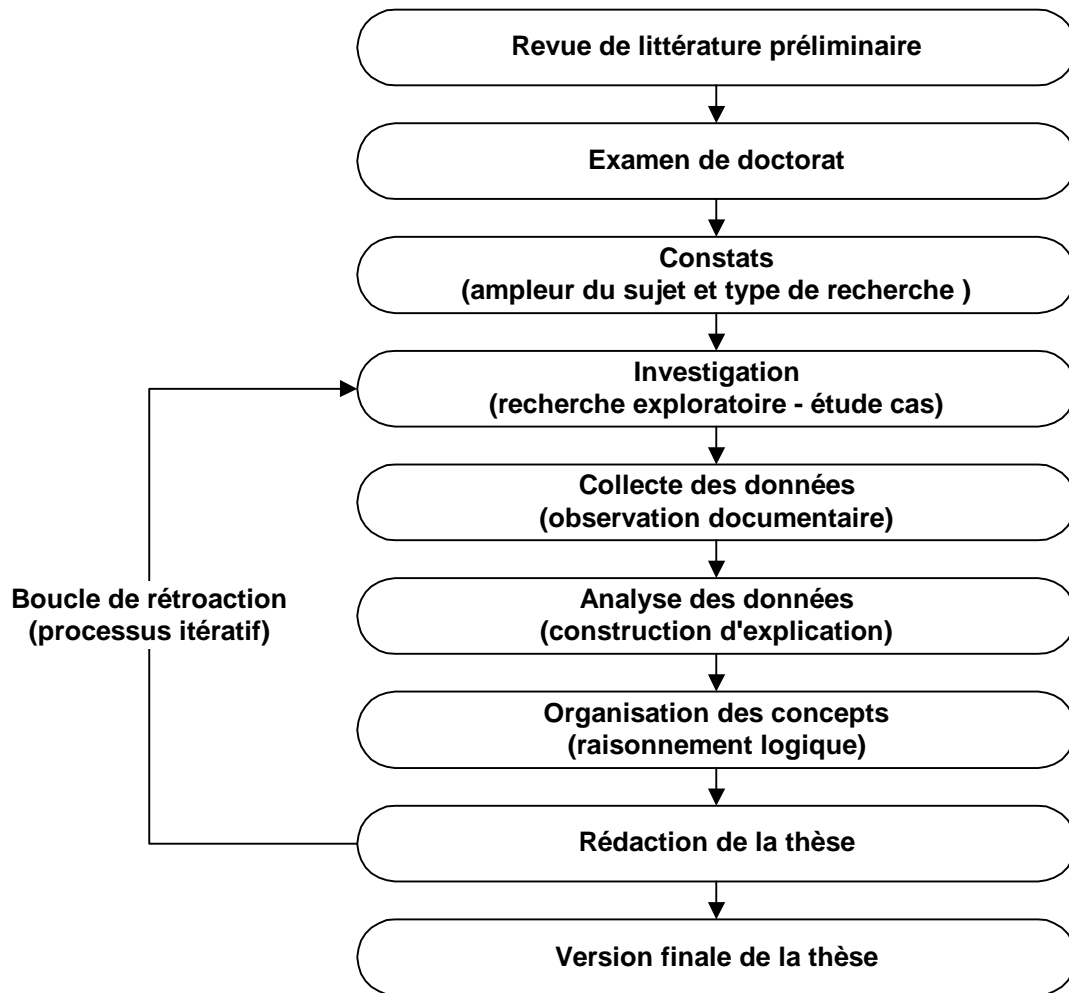 Revue de littérature préliminaire
Examen de doctorat
Constats
(ampleur du sujet et type de recherche )
Investigation
(recherche exploratoire - étude cas)
Collecte des données
(observation documentaire)
Analyse des données
(construction d'explication)
Boucle de rétroaction
(processus itératif)
Organisation des concepts
(raisonnement logique)
Rédaction de la thèse
Version finale de la thèse